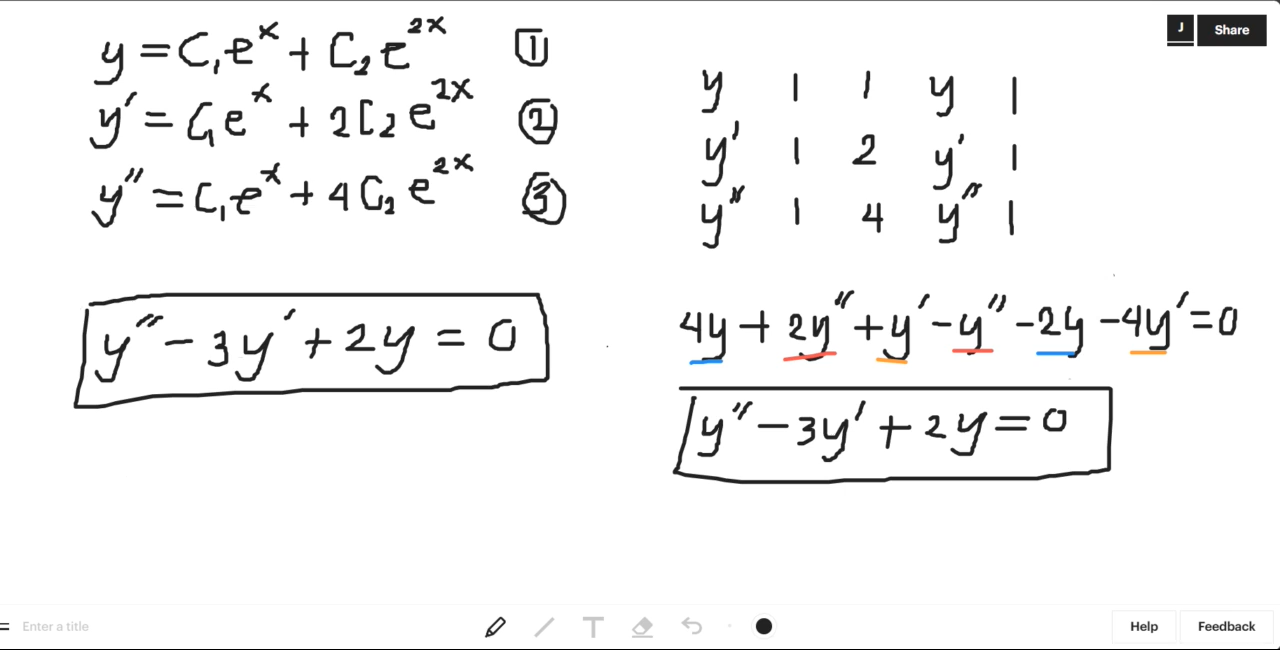 J Share
y = C₁eˣ + C₂e²ˣ ①
y' = C₁eˣ + 2C₂e²ˣ ②
y'' = C₁eˣ + 4C₂e²ˣ ③
y'' - 3y' + 2y = 0
y 1 1 y 1
y' 1 2 y' 1
y'' 1 4 y'' 1
4y + 2y'' + y' - y'' - 2y - 4y' = 0
y'' - 3y' + 2y = 0
Enter a title
T
Help Feedback